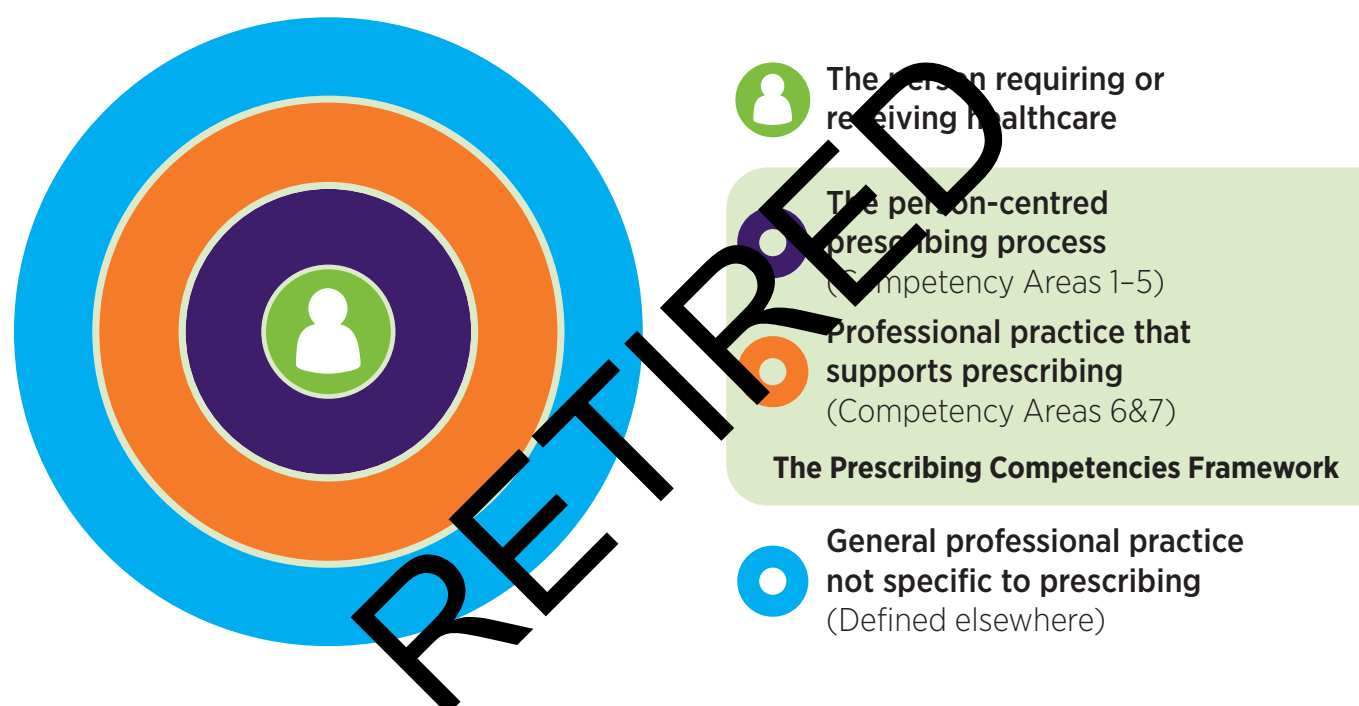 The person requiring or
receiving healthcare
The person-centred
prescribing process
(Competency Areas 1–5)
Professional practice that
supports prescribing
(Competency Areas 6&7)
The Prescribing Competencies Framework
General professional practice
not specific to prescribing
(Defined elsewhere)
RETIRED